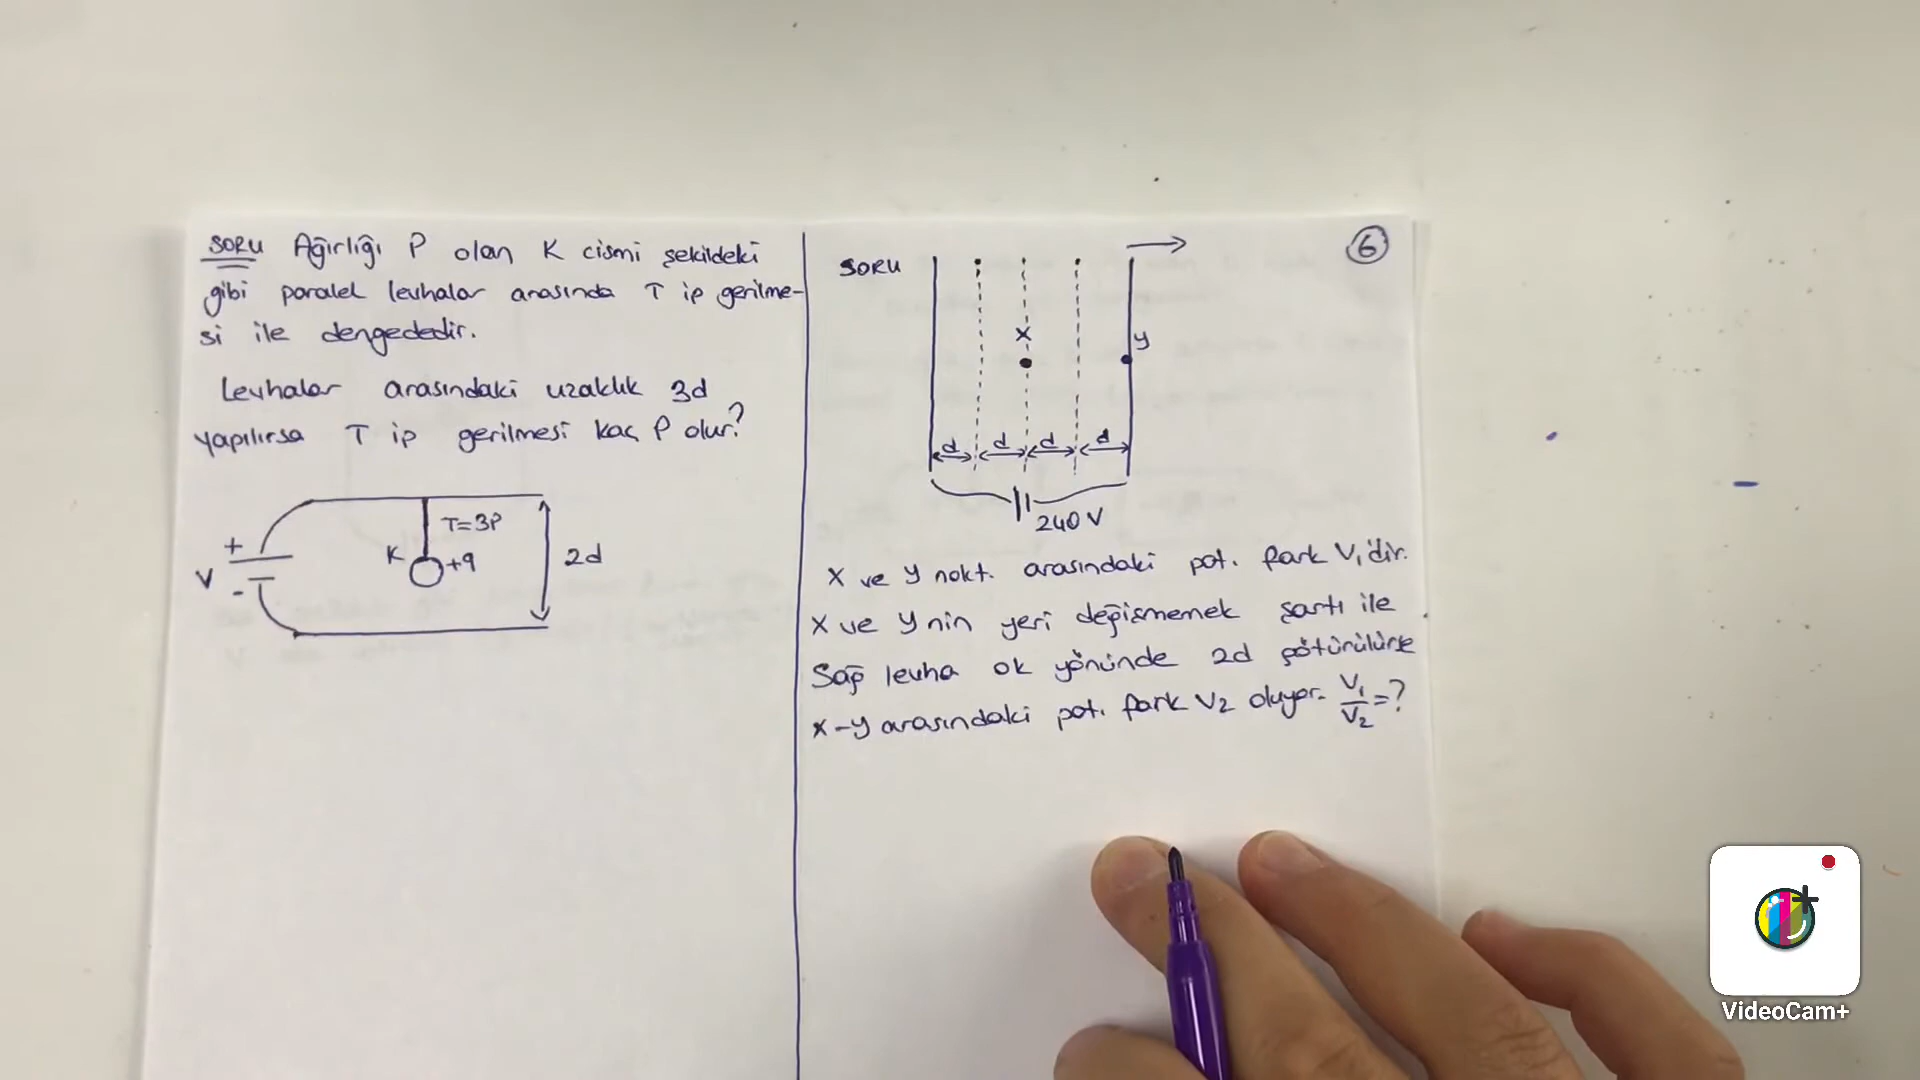 SORU Ağırlığı P olan K cismi şekildeki
gibi paralel levhalar arasında T ip gerilme-
si ile dengededir.
Levhalar arasındaki uzaklık 3d
yapılırsa T ip gerilmesi kaç P olur?
+
V
-
T=3P
K
+q
2d
SORU
6
x
y
d d d d
240 V
x ve y nokt. arasındaki pot. fark V₁'dir.
x ve y nin yeri değişmemek şartı ile
Sağ levha ok yönünde 2d götürülürse
x-y arasındaki pot. fark V₂ oluyor. V₁/V₂=?
VideoCam+